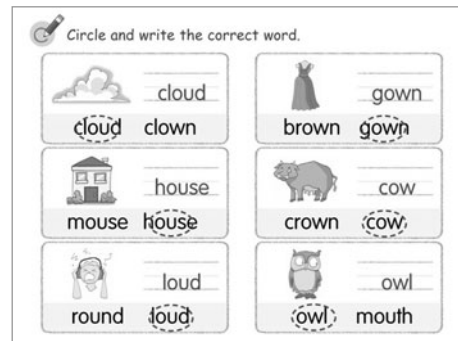 Circle and write the correct word.
cloud
cloud clown
gown
brown gown
house
mouse house
cow
crown cow
loud
round loud
owl
owl mouth